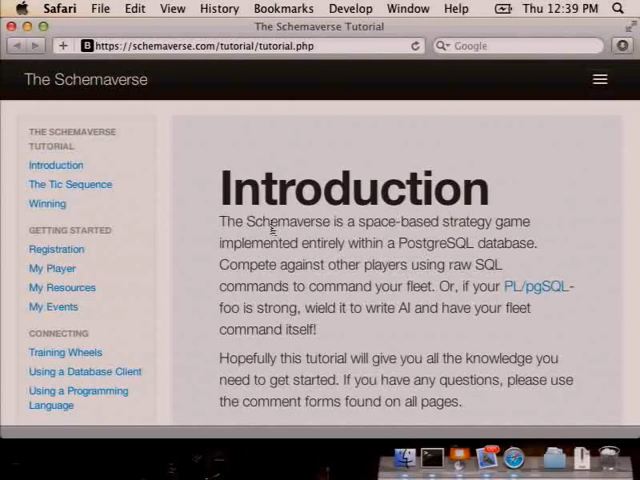 Safari File Edit View History Bookmarks Develop Window Help Thu 12:39 PM
The Schemaverse Tutorial
https://schemaverse.com/tutorial/tutorial.php
Google
The Schemaverse
THE SCHEMAVERSE
TUTORIAL
Introduction
The Tic Sequence
Winning
GETTING STARTED
Registration
My Player
My Resources
My Events
CONNECTING
Training Wheels
Using a Database Client
Using a Programming
Language
Introduction
The Schemaverse is a space-based strategy game
implemented entirely within a PostgreSQL database.
Compete against other players using raw SQL
commands to command your fleet. Or, if your PL/pgSQL-
foo is strong, wield it to write AI and have your fleet
command itself!
Hopefully this tutorial will give you all the knowledge you
need to get started. If you have any questions, please use
the comment forms found on all pages.